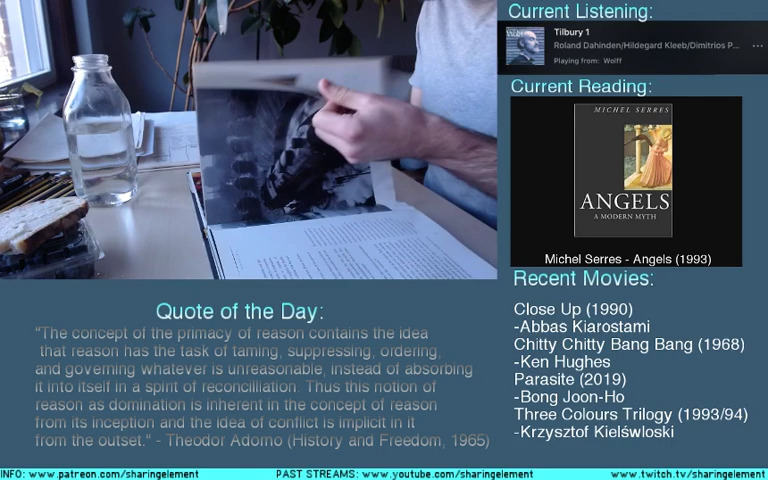 Current Listening:
Tilbury 1
Roland Dahinden/Hildegard Kleeb/Dimitrios P...
Playing from: Wolff
Current Reading:
MICHEL SERRES
ANGELS
A MODERN MYTH
Michel Serres - Angels (1993)
Recent Movies:
Close Up (1990)
-Abbas Kiarostami
Chitty Chitty Bang Bang (1968)
-Ken Hughes
Parasite (2019)
-Bong Joon-Ho
Three Colours Trilogy (1993/94)
-Krzysztof Kielśwloski
Quote of the Day:
"The concept of the primacy of reason contains the idea
that reason has the task of taming, suppressing, ordering,
and governing whatever is unreasonable, instead of absorbing
it into itself in a spirit of reconcilliation. Thus this notion of
reason as domination is inherent in the concept of reason
from its inception and the idea of conflict is implicit in it
from the outset." - Theodor Adorno (History and Freedom, 1965)
INFO: www.patreon.com/sharingelement
PAST STREAMS: www.youtube.com/sharingelement
www.twitch.tv/sharingelement